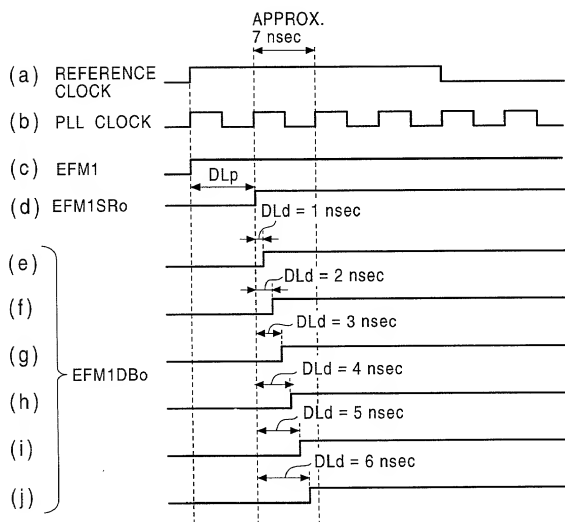 APPROX.
7 nsec
(a) REFERENCE
CLOCK
(b) PLL CLOCK
(c) EFM1
DLp
(d) EFM1SRo
DLd = 1 nsec
(e)
DLd = 2 nsec
(f)
DLd = 3 nsec
(g)
EFM1DBo
DLd = 4 nsec
(h)
DLd = 5 nsec
(i)
DLd = 6 nsec
(j)